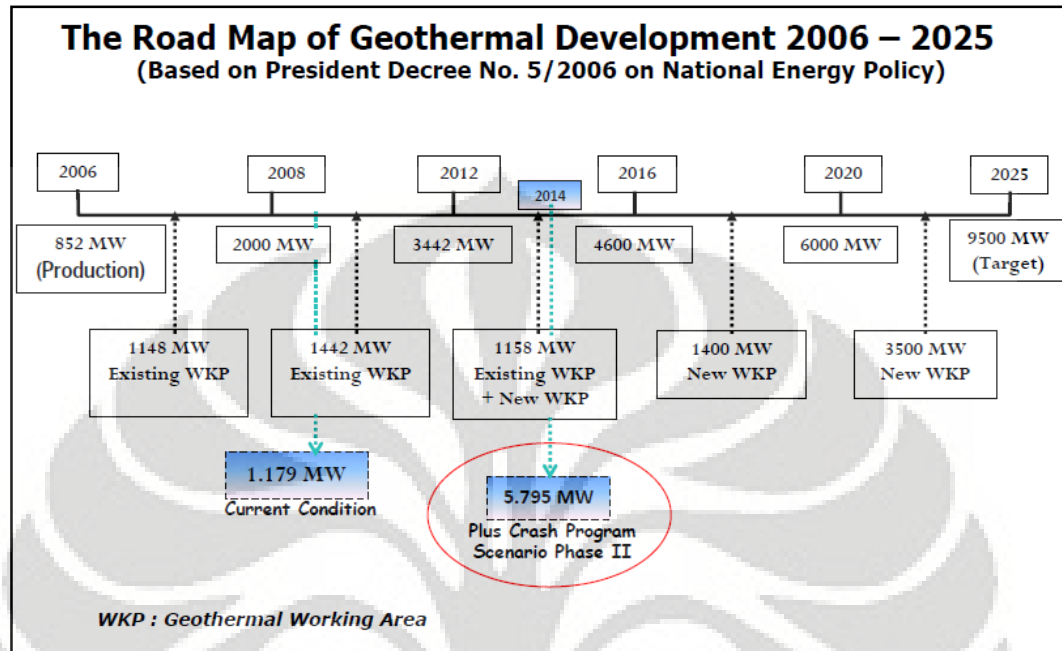 The Road Map of Geothermal Development 2006 – 2025
(Based on President Decree No. 5/2006 on National Energy Policy)
2006
2008
2012
2014
2016
2020
2025
852 MW
(Production)
2000 MW
3442 MW
4600 MW
6000 MW
9500 MW
(Target)
1148 MW
Existing WKP
1442 MW
Existing WKP
1158 MW
Existing WKP
+ New WKP
1400 MW
New WKP
3500 MW
New WKP
1.179 MW
Current Condition
5.795 MW
Plus Crash Program
Scenario Phase II
WKP : Geothermal Working Area